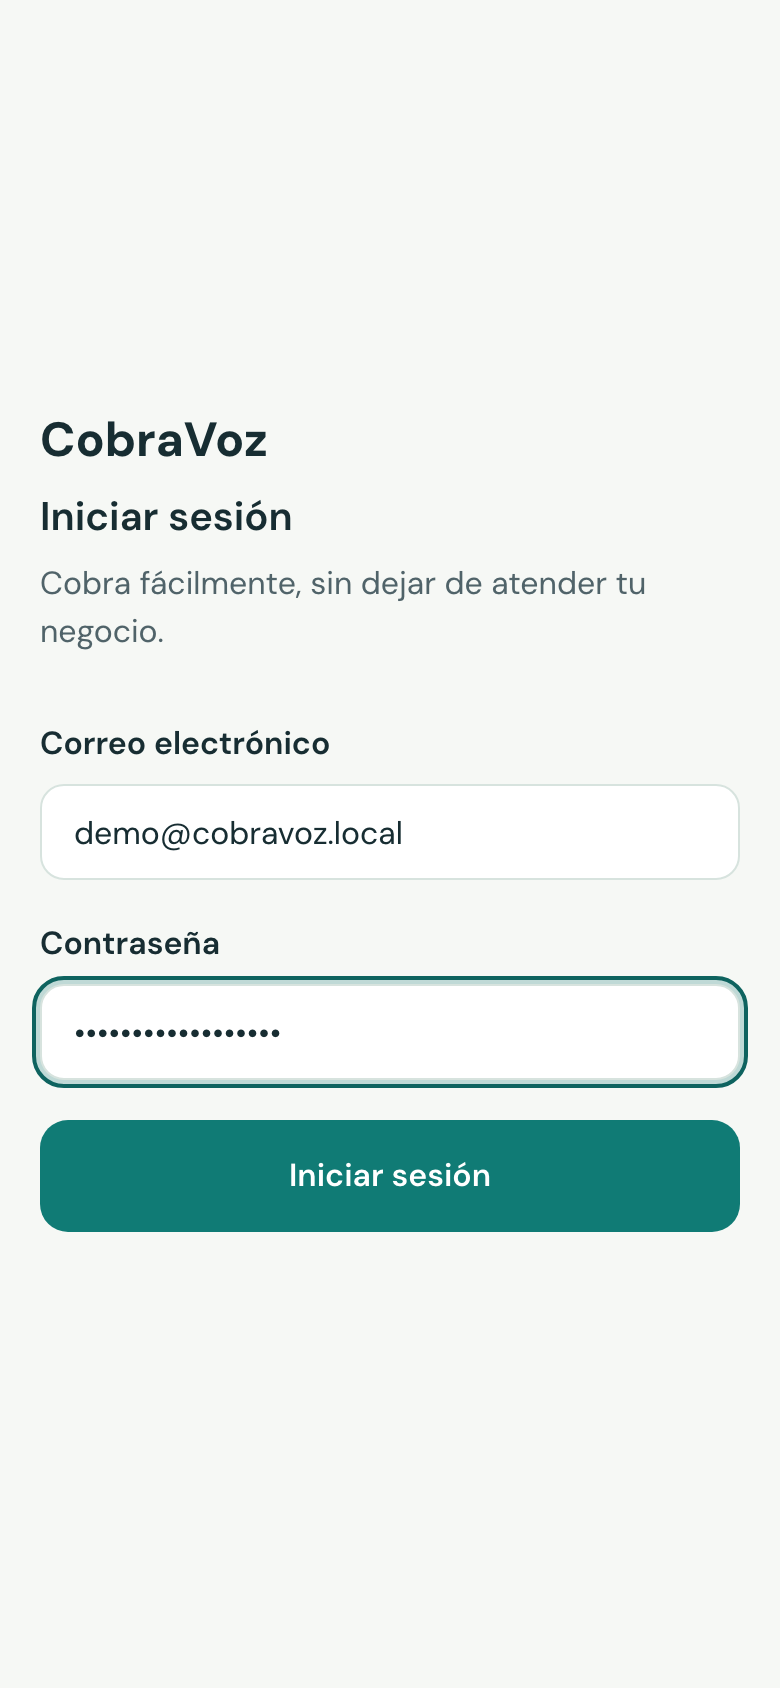 CobraVoz
Iniciar sesión
Cobra fácilmente, sin dejar de atender tu
negocio.
Correo electrónico
demo@cobravoz.local
Contraseña
••••••••••••••••••
Iniciar sesión